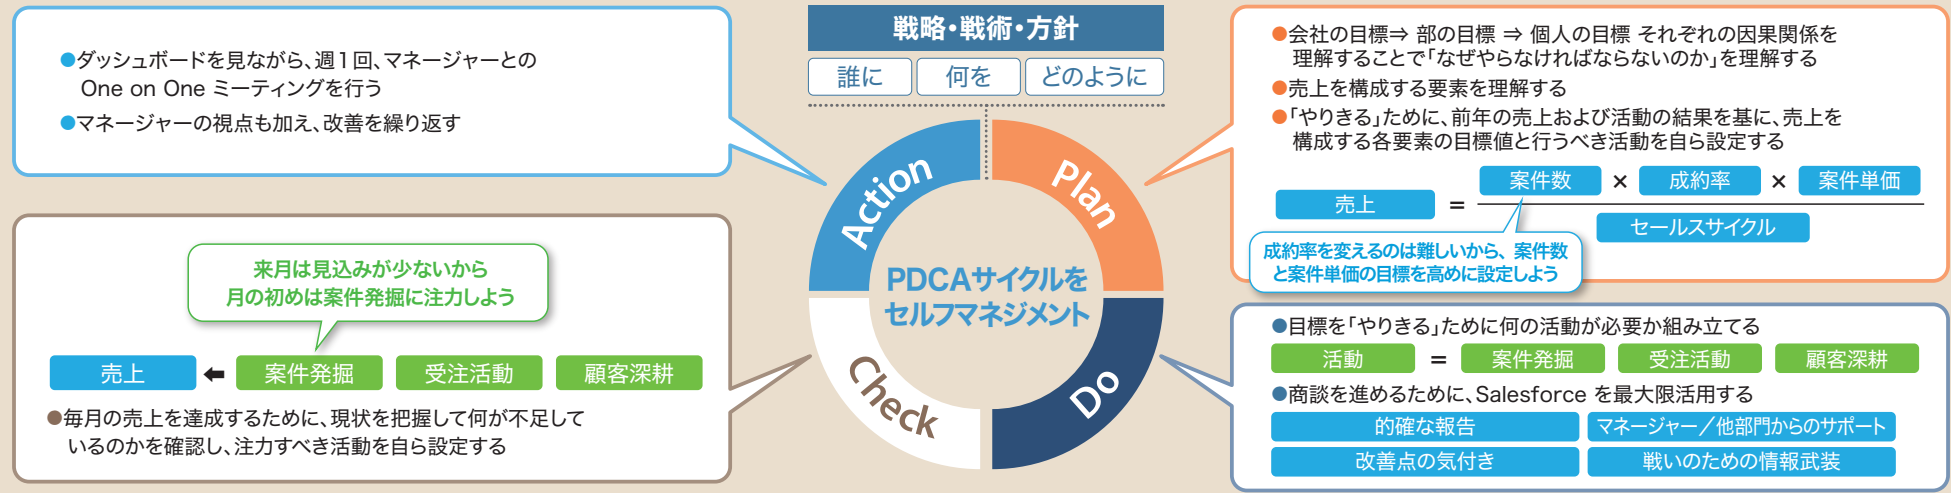 戦略・戦術・方針
誰に
何を
どのように
●ダッシュボードを見ながら、週1回、マネージャーとの
One on One ミーティングを行う
●マネージャーの視点も加え、改善を繰り返す
●会社の目標⇒ 部の目標 ⇒ 個人の目標 それぞれの因果関係を
理解することで「なぜやらなければならないのか」を理解する
●売上を構成する要素を理解する
●「やりきる」ために、前年の売上および活動の結果を基に、売上を
構成する各要素の目標値と行うべき活動を自ら設定する
売上 = 案件数 × 成約率 × 案件単価
セールスサイクル
成約率を変えるのは難しいから、案件数
と案件単価の目標を高めに設定しよう
Action
Plan
PDCAサイクルを
セルフマネジメント
Check
Do
来月は見込みが少ないから
月の初めは案件発掘に注力しよう
売上 ⬅ 案件発掘 受注活動 顧客深耕
●毎月の売上を達成するために、現状を把握して何が不足して
いるのかを確認し、注力すべき活動を自ら設定する
●目標を「やりきる」ために何の活動が必要か組み立てる
活動 = 案件発掘 受注活動 顧客深耕
●商談を進めるために、Salesforce を最大限活用する
的確な報告
マネージャー／他部門からのサポート
改善点の気付き
戦いのための情報武装